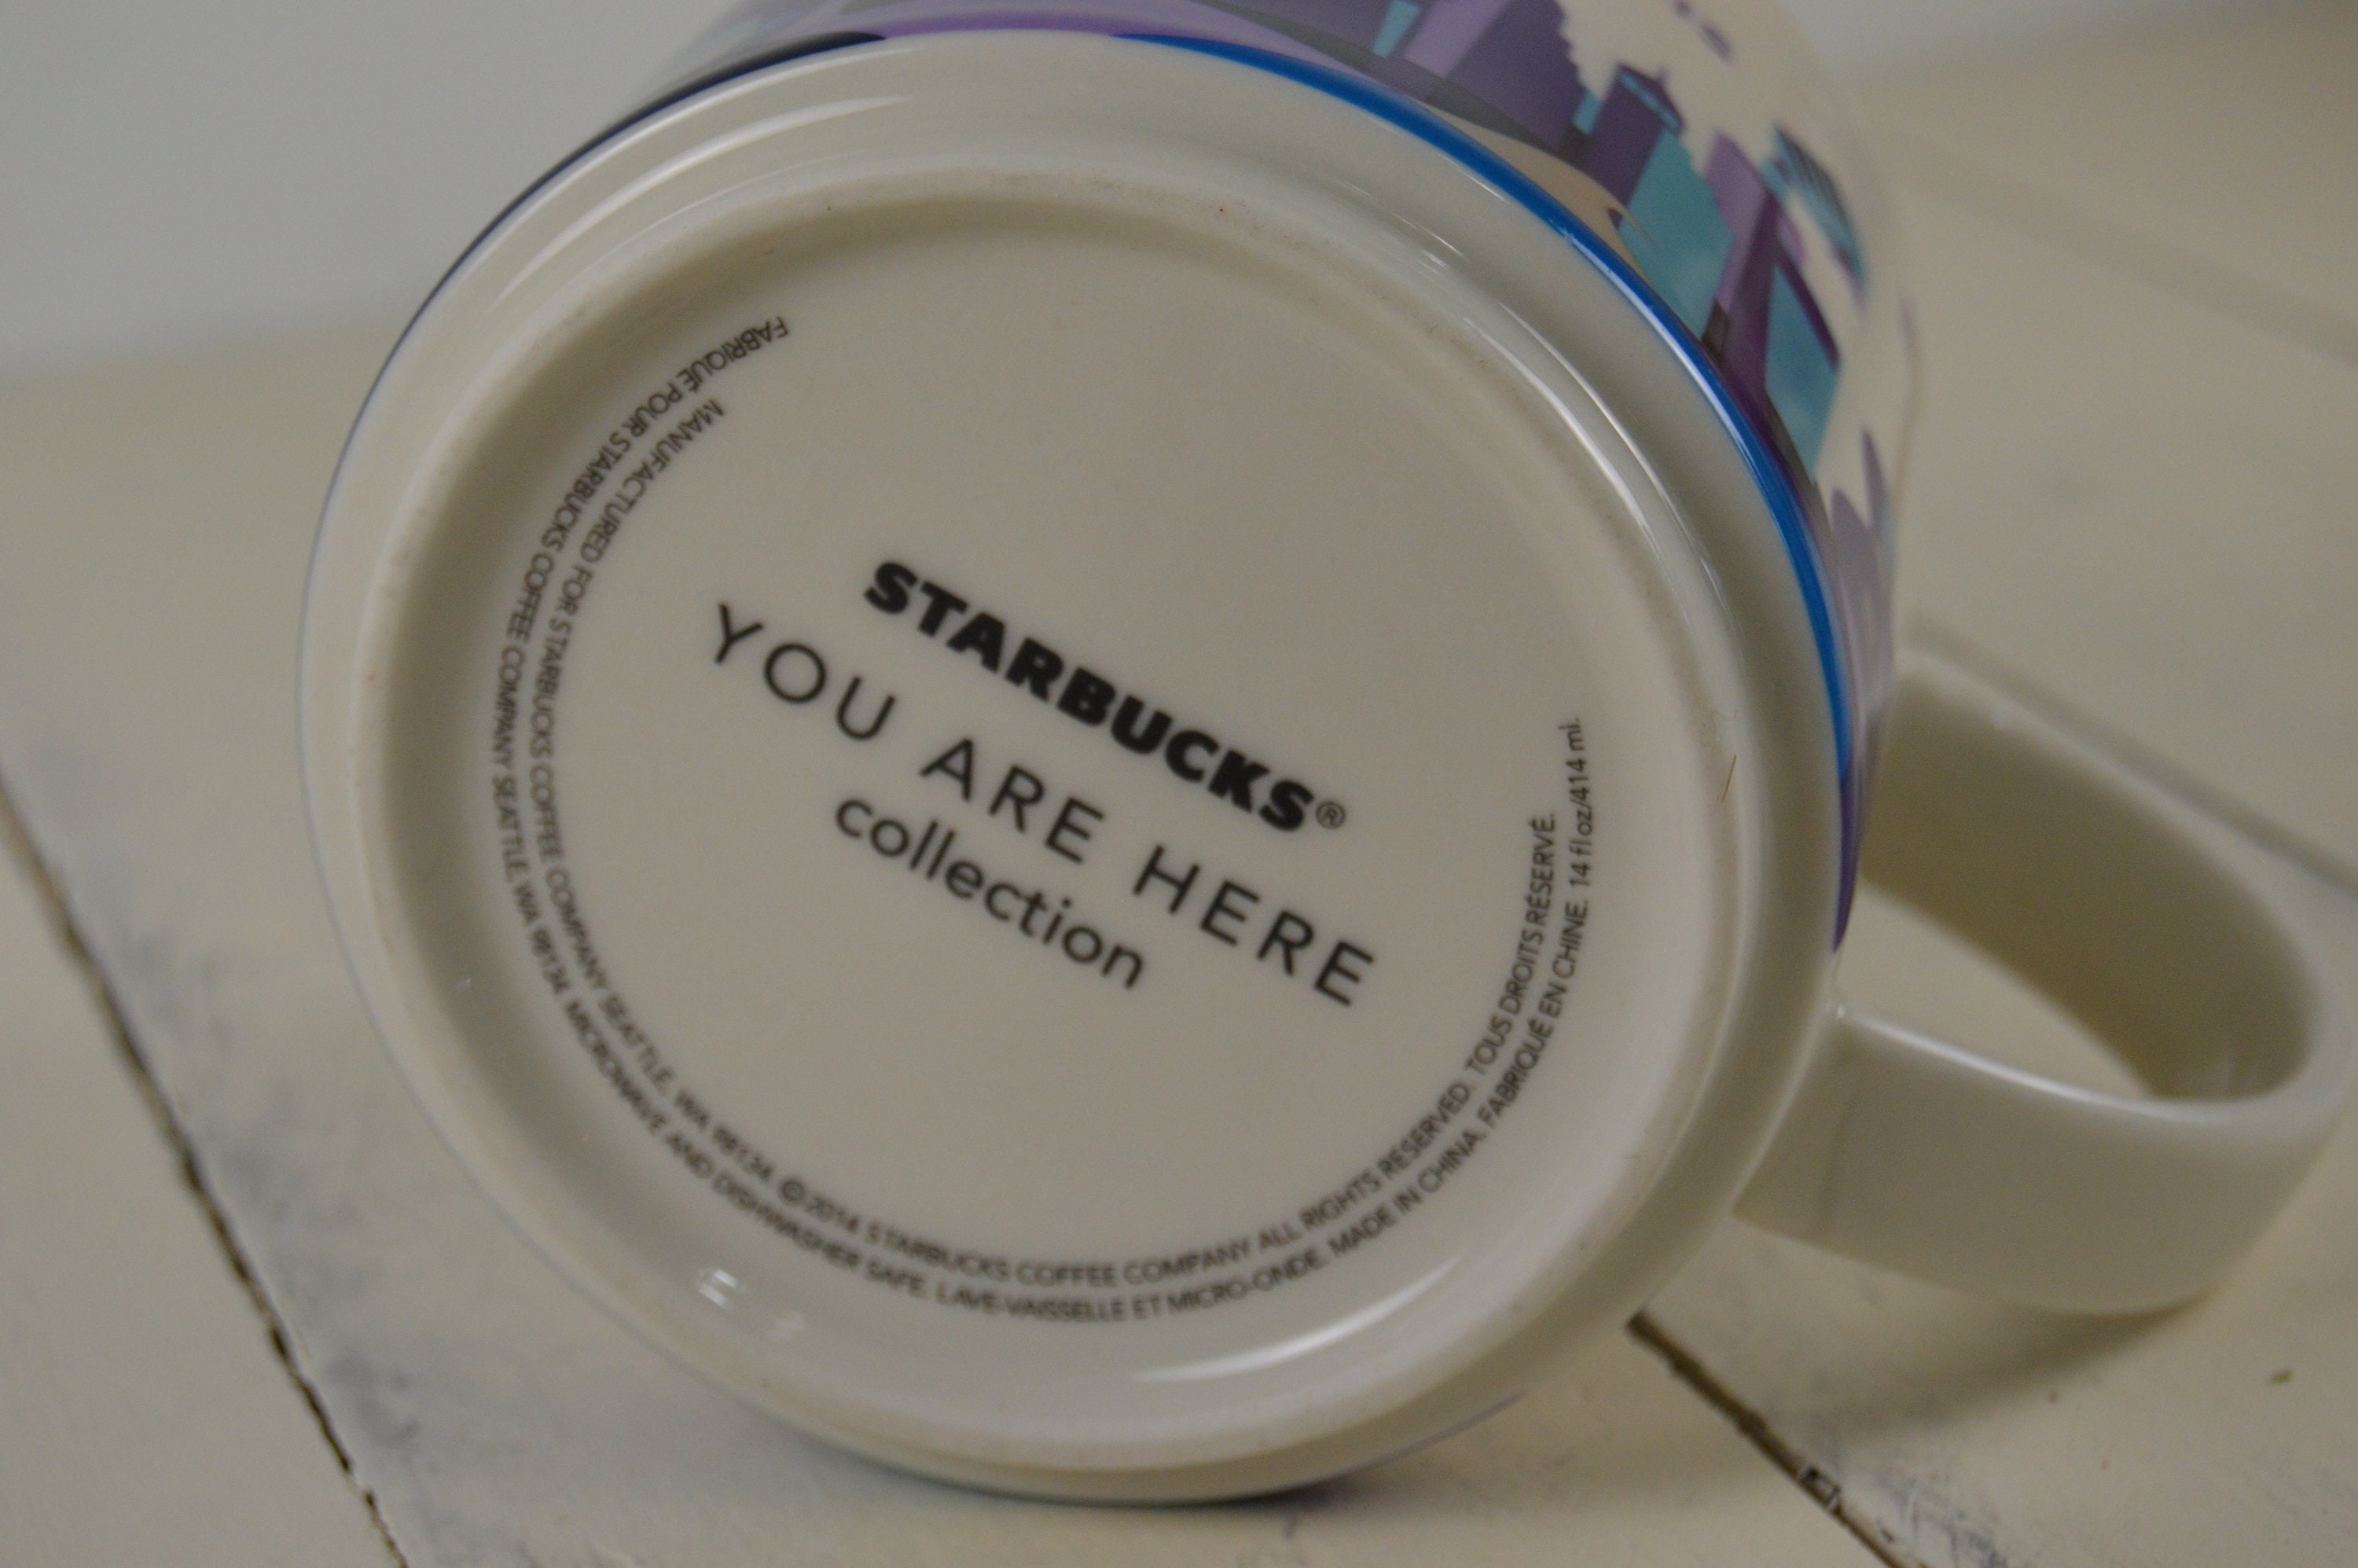 STARBUCKS®
YOU ARE HERE
collection
MANUFACTURED FOR STARBUCKS COFFEE COMPANY SEATTLE, WA 98134. ©2014 STARBUCKS COFFEE COMPANY ALL RIGHTS RESERVED. TOUS DROITS RÉSERVÉ.
FABRIQUÉ POUR STARBUCKS COFFEE COMPANY SEATTLE, WA 98134. MICROWAVE AND DISHWASHER SAFE. LAVE-VAISSELLE ET MICRO-ONDE. MADE IN CHINA. FABRIQUÉ EN CHINE. 14 fl oz/414 ml.